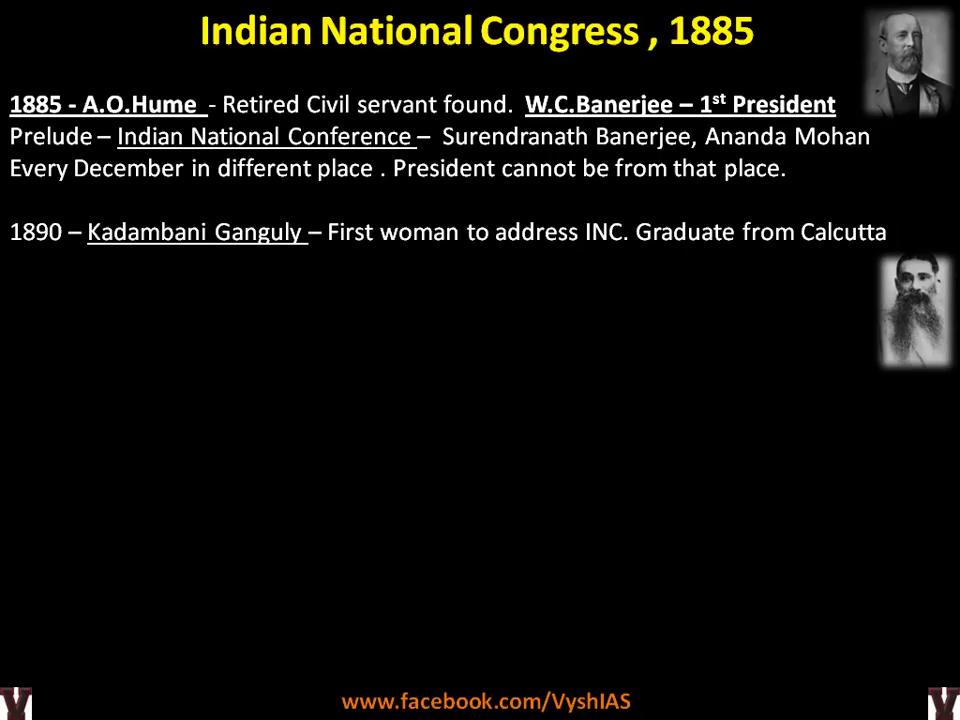 Indian National Congress , 1885
1885 - A.O.Hume - Retired Civil servant found. W.C.Banerjee – 1st President
Prelude – Indian National Conference – Surendranath Banerjee, Ananda Mohan
Every December in different place . President cannot be from that place.
1890 – Kadambani Ganguly – First woman to address INC. Graduate from Calcutta
V www.facebook.com/VyshIAS V